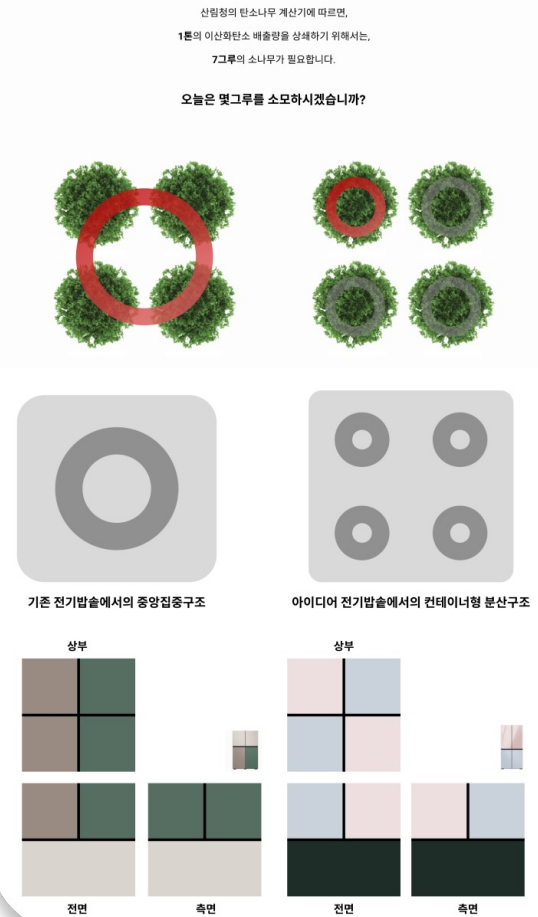 산림청의 탄소나무 계산기에 따르면,
1톤의 이산화탄소 배출량을 상쇄하기 위해서는,
7그루의 소나무가 필요합니다.
오늘은 몇그루를 소모하시겠습니까?
기존 전기밥솥에서의 중앙집중구조
아이디어 전기밥솥에서의 컨테이너형 분산구조
상부
상부
전면
측면
전면
측면